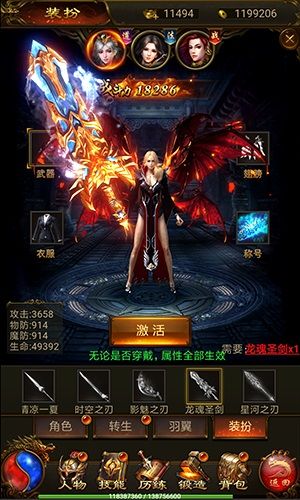 装扮
11494
1199206
道
法
战
战斗力 18286
武器
翅膀
衣服
称号
攻击:3658
物防:914
魔防:914
生命:49392
激活
无论是否穿戴,属性全部生效
需要:龙魂圣剑x1
青凉一夏
时空之刃
影魅之刃
龙魂圣剑
星河之刃
角色
转生
羽翼
装扮
人物
技能
历练
锻造
背包
返回
118387360 / 138756600